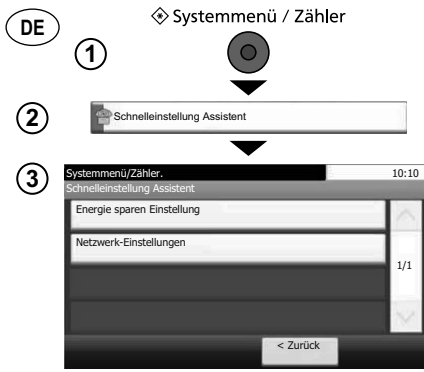 DE
Systemmenü / Zähler
1
2
Schnelleinstellung Assistent
3
Systemmenü/Zähler.
10:10
Schnelleinstellung Assistent
Energie sparen Einstellung
Netzwerk-Einstellungen
1/1
< Zurück